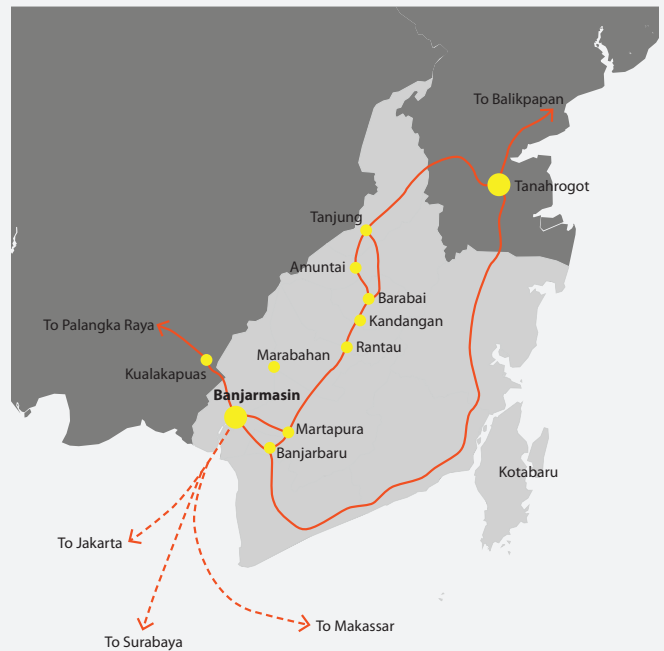 To Balikpapan
Tanahrogot
Tanjung
Amuntai
Barabai
Kandangan
To Palangka Raya
Rantau
Marabahan
Kualakapuas
Banjarmasin
Martapura
Banjarbaru
Kotabaru
To Jakarta
To Makassar
To Surabaya